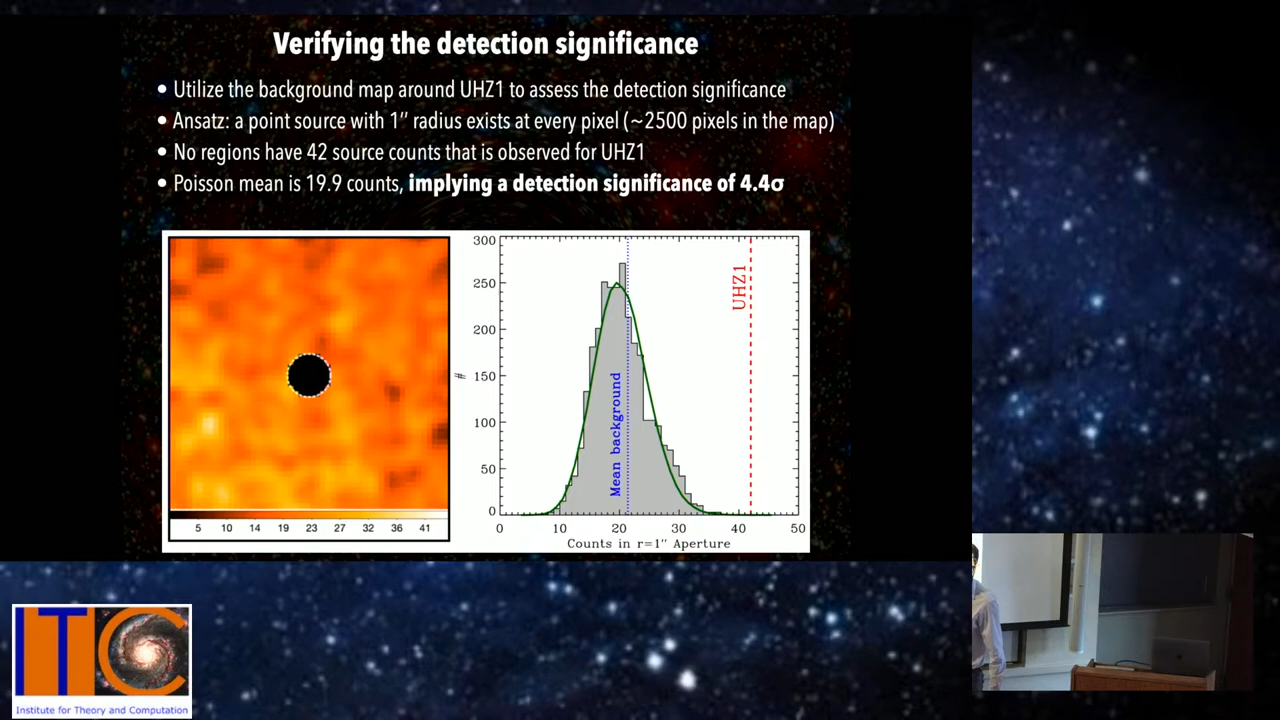 Verifying the detection significance
• Utilize the background map around UHZ1 to assess the detection significance
• Ansatz: a point source with 1″ radius exists at every pixel (~2500 pixels in the map)
• No regions have 42 source counts that is observed for UHZ1
• Poisson mean is 19.9 counts, implying a detection significance of 4.4σ
5 10 14 19 23 27 32 36 41
300
250
200
150
100
50
0
#
Mean background
UHZ1
0 10 20 30 40 50
Counts in r=1″ Aperture
ITC
Institute for Theory and Computation